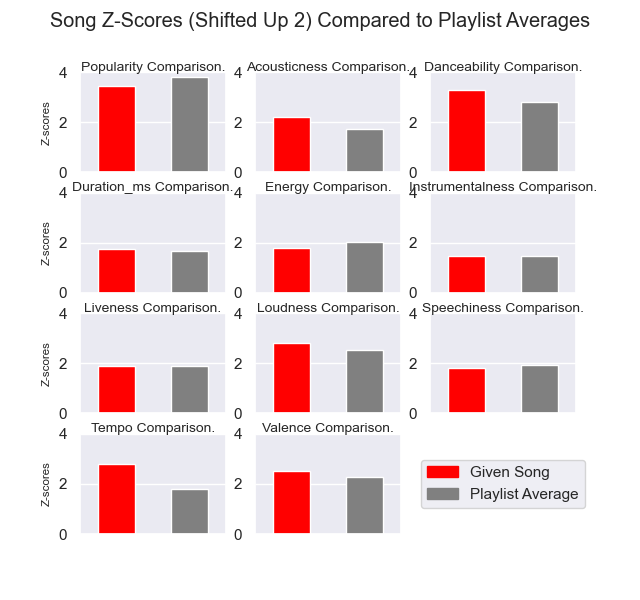 Song Z-Scores (Shifted Up 2) Compared to Playlist Averages
Popularity Comparison. Acousticness Comparison. Danceability Comparison.
4 4 4
Z-scores
2 2 2
0 0 0
Duration_ms Comparison. Energy Comparison. Instrumentalness Comparison.
4 4 4
Z-scores
2 2 2
0 0 0
Liveness Comparison. Loudness Comparison. Speechiness Comparison.
4 4 4
Z-scores
2 2 2
0 0 0
Tempo Comparison. Valence Comparison.
4 4
Z-scores
2 2
0 0
Given Song
Playlist Average